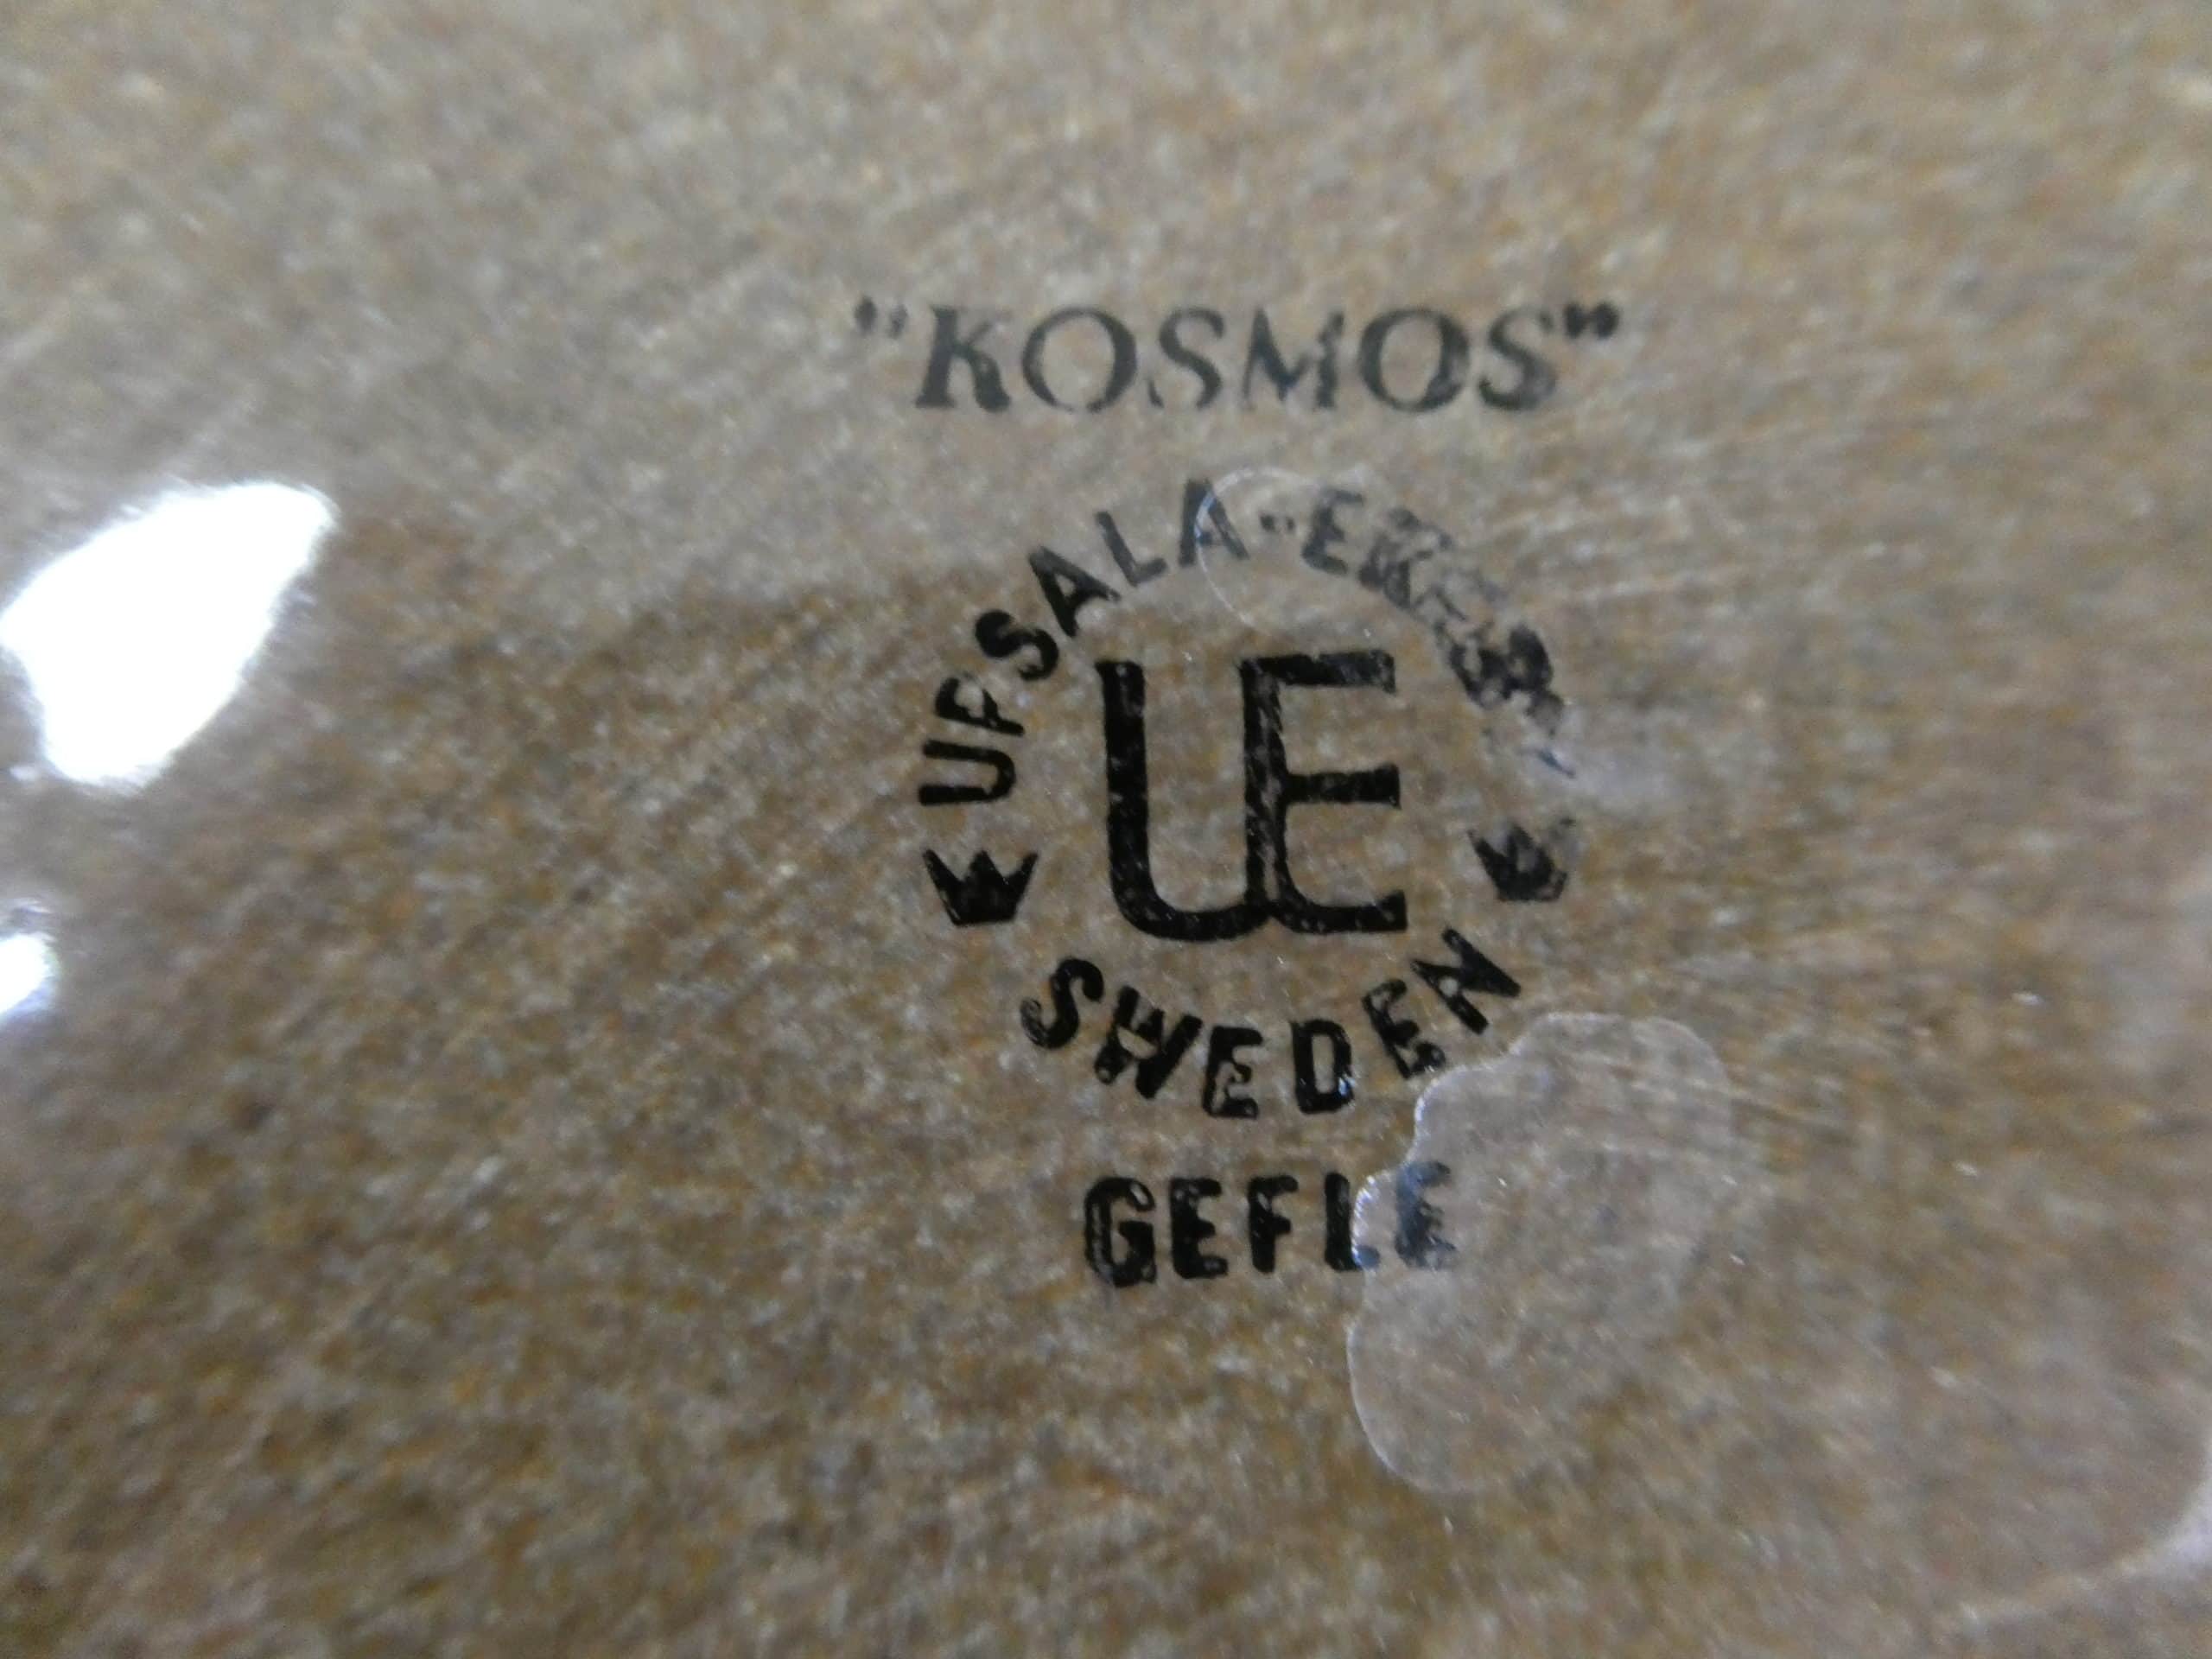 "KOSMOS"
UPSALA-EKEBY
UE
SWEDEN
GEFLE